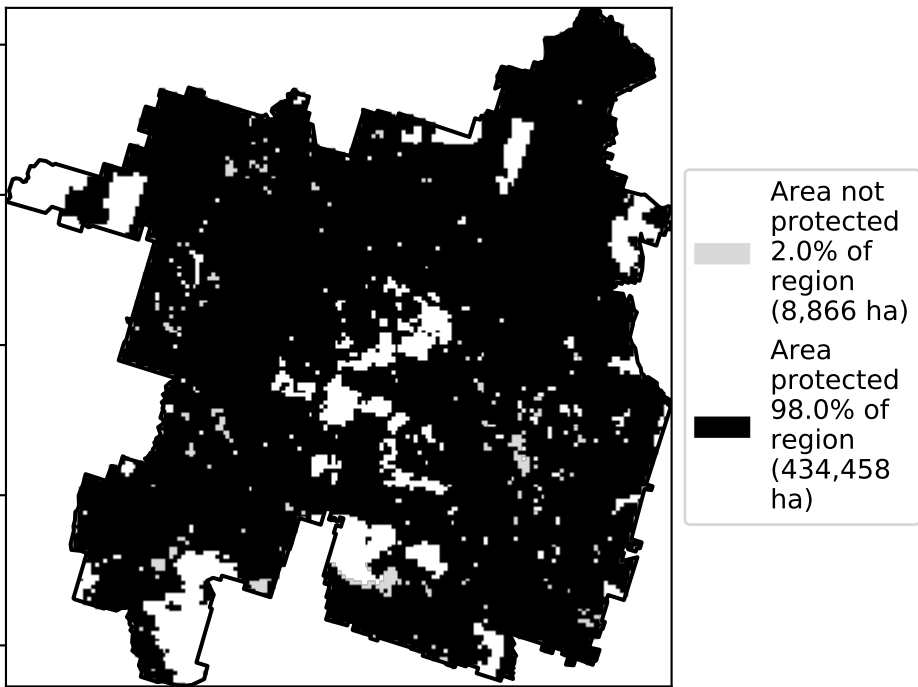 Area not
protected
2.0% of
region
(8,866 ha)
Area
protected
98.0% of
region
(434,458
ha)